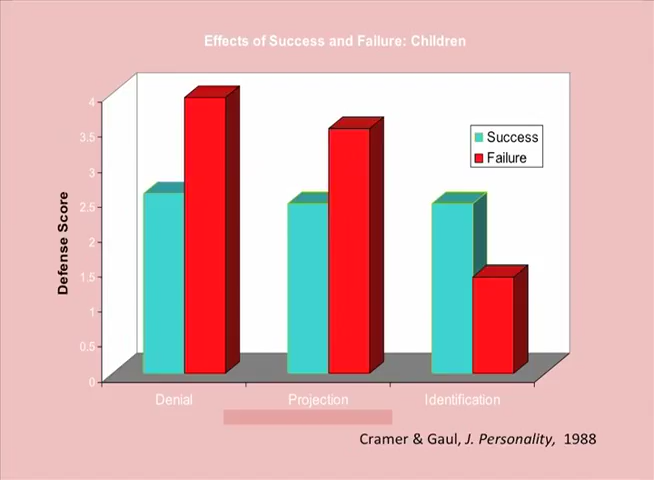 Effects of Success and Failure: Children
Defense Score
4
3.5
3
2.5
2
1.5
1
0.5
0
Success
Failure
Denial Projection Identification
Cramer & Gaul, J. Personality, 1988